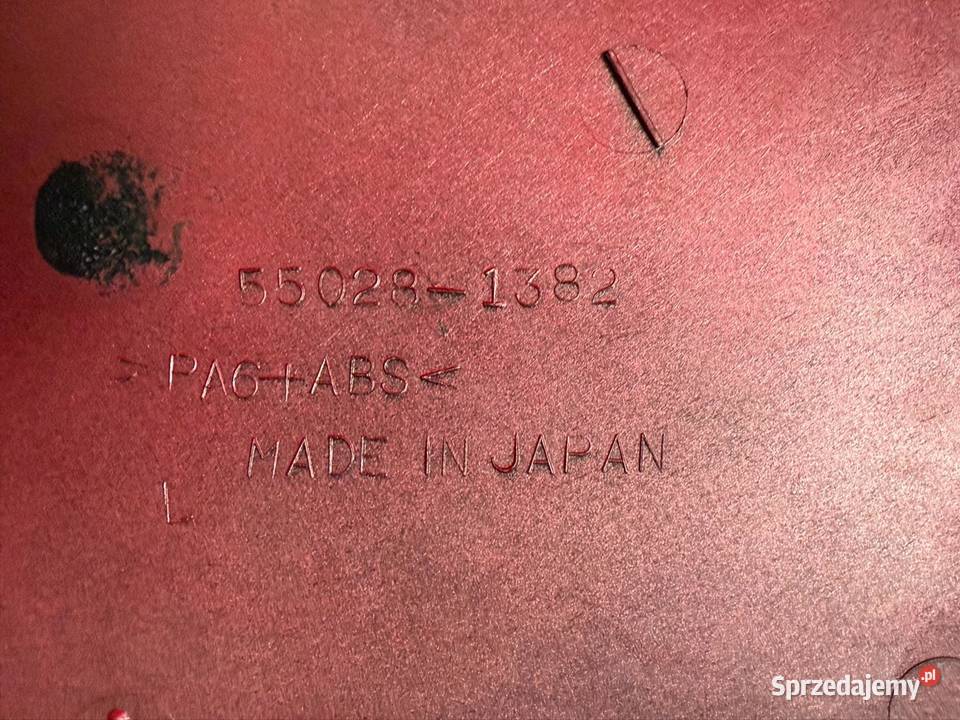 55028-1382
>PA6+ABS<
MADE IN JAPAN
L
Sprzedajemy.pl